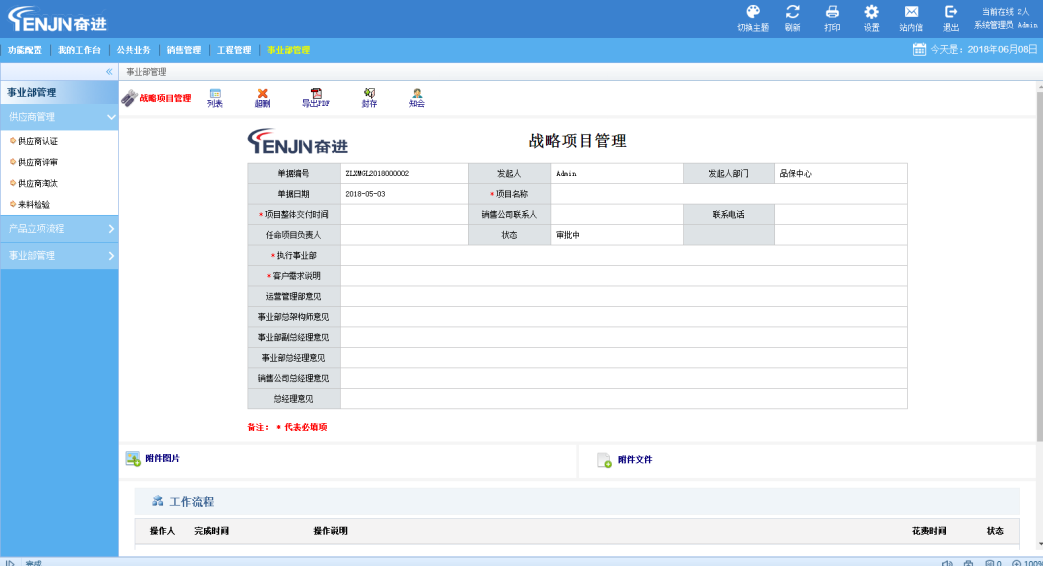 ENJIN奋进
切换主题 刷新 打印 设置 站内信 退出
当前在线 2人
系统管理员 Admin
功能配置 我的工作台 公共业务 销售管理 工程管理 事业部管理
今天是：2018年06月08日
« 事业部管理
事业部管理
供应商管理
供应商认证
供应商评审
供应商淘汰
来料检验
产品立项流程
事业部管理
战略项目管理 列表 超删 导出PDF 封存 知会
ENJIN奋进
战略项目管理
单据编号 ZLXMGL2018000002 发起人 Admin 发起人部门 品保中心
单据日期 2018-05-03 *项目名称
*项目整体交付时间 销售公司联系人 联系电话
任命项目负责人 状态 审批中
*执行事业部
*客户需求说明
运营管理部意见
事业部总架构师意见
事业部副总经理意见
事业部总经理意见
销售公司总经理意见
总经理意见
备注： * 代表必填项
附件图片 附件文件
工作流程
操作人 完成时间 操作说明 花费时间 状态
完成 0 100%